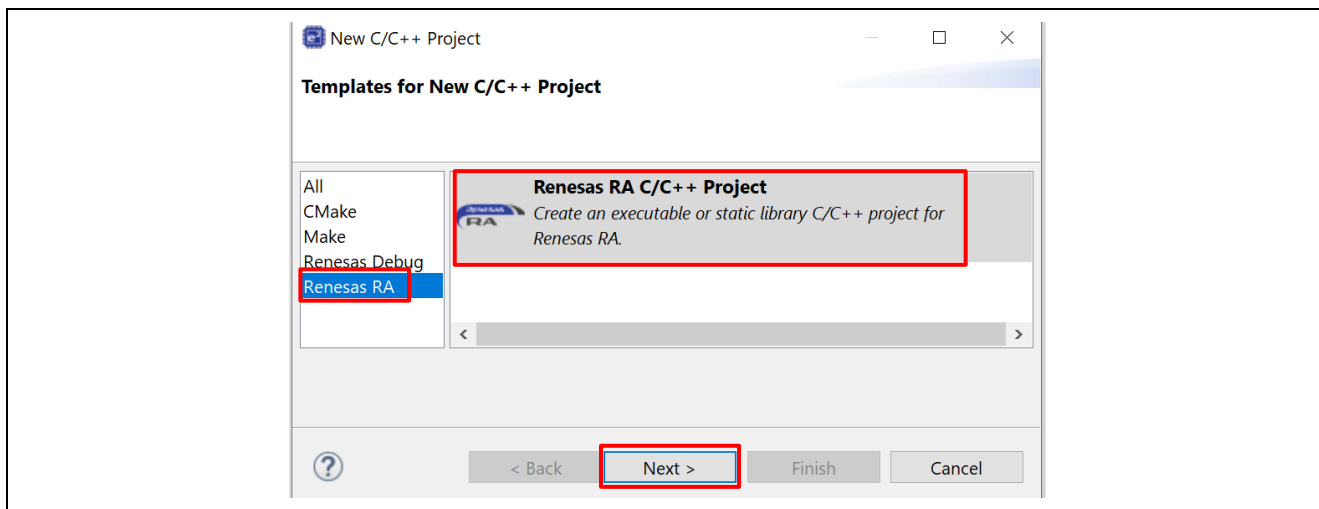 New C/C++ Project
Templates for New C/C++ Project
All
CMake
Make
Renesas Debug
Renesas RA
RENESAS
RA
Renesas RA C/C++ Project
Create an executable or static library C/C++ project for
Renesas RA.
< Back
Next >
Finish
Cancel